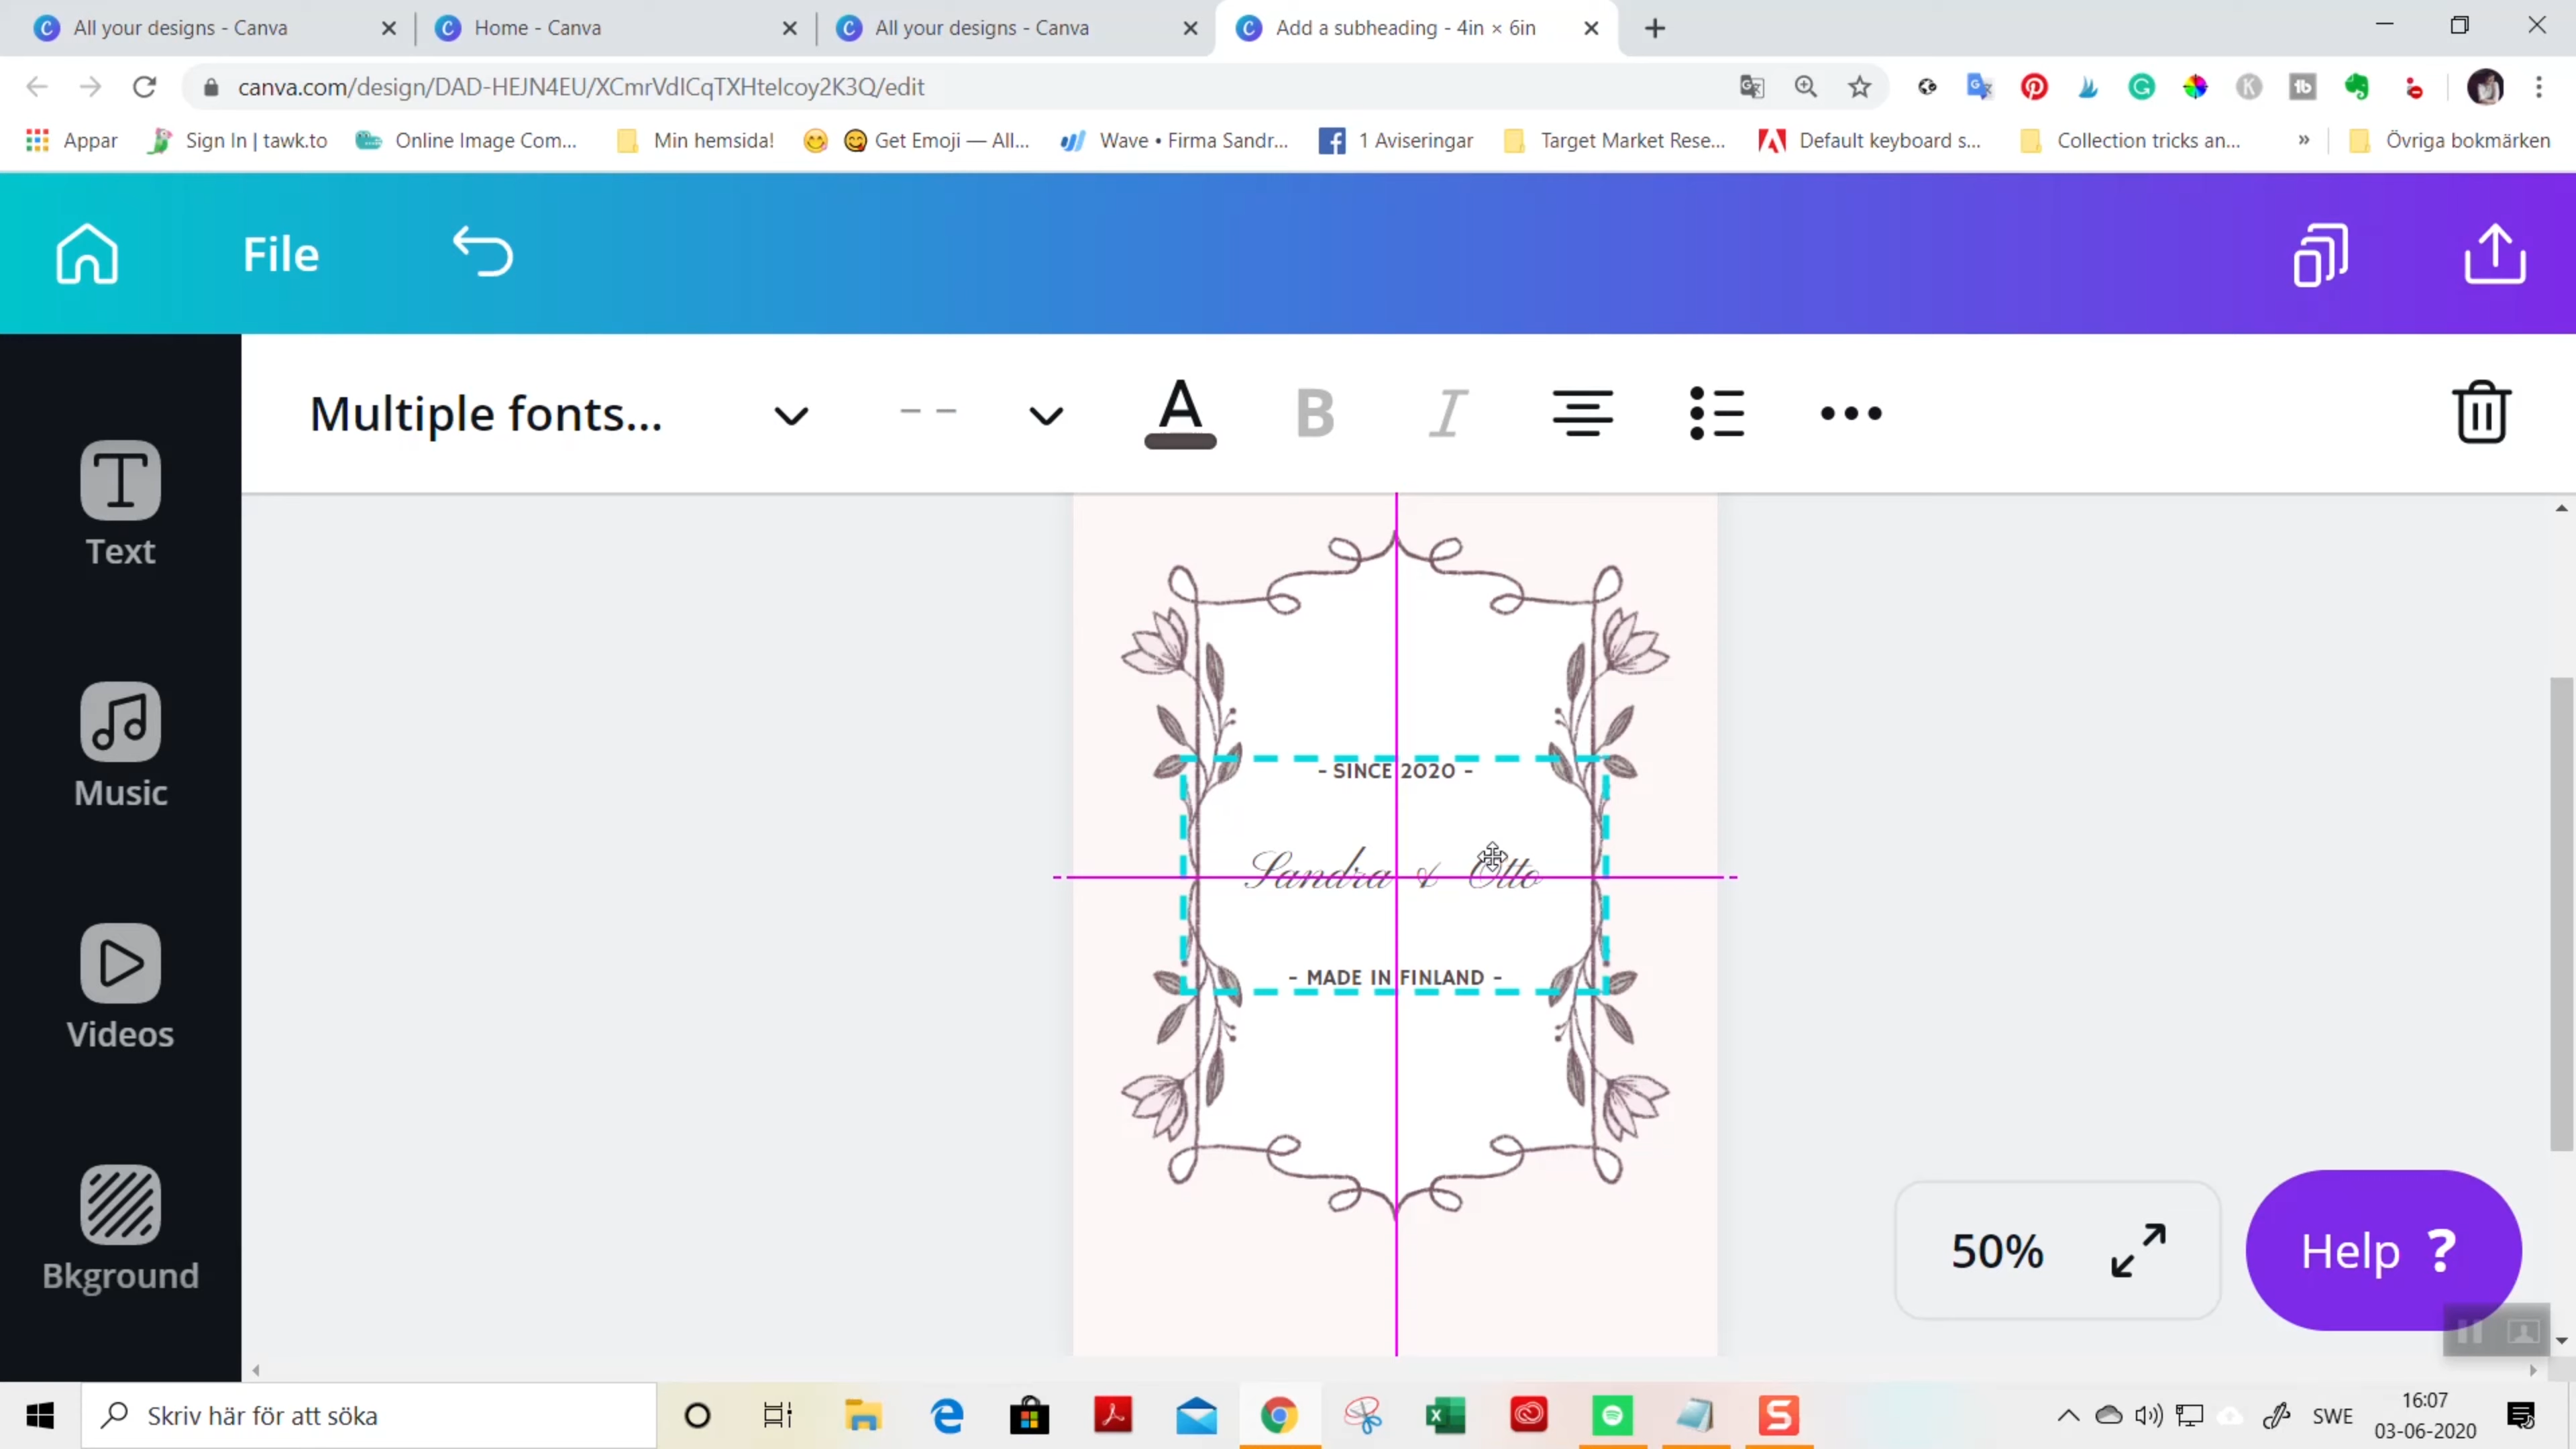 All your designs - Canva
Home - Canva
All your designs - Canva
Add a subheading - 4in × 6in
canva.com/design/DAD-HEJN4EU/XCmrVdlCqTXHtelcoy2K3Q/edit
Appar
Sign In | tawk.to
Online Image Com...
Min hemsida!
Get Emoji — All...
Wave • Firma Sandr...
1 Aviseringar
Target Market Rese...
Default keyboard s...
Collection tricks an...
»
Övriga bokmärken
File
Multiple fonts...
-- 
A
B
I
Text
Music
Videos
Bkground
- SINCE 2020 -
Sandra & Otto
- MADE IN FINLAND -
50%
Help ?
Skriv här för att söka
SWE
16:07
03-06-2020